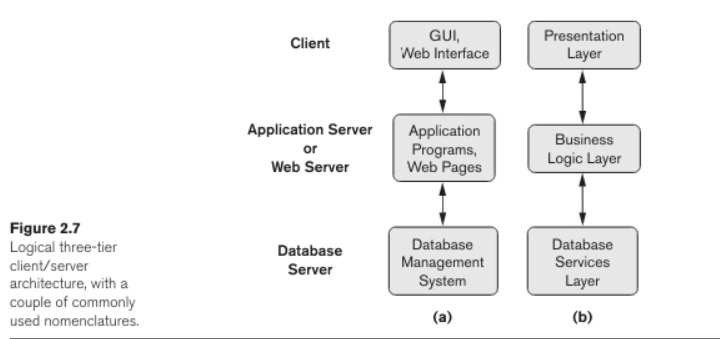 Client
GUI,
Web Interface
Presentation
Layer
Application Server
or
Web Server
Application
Programs,
Web Pages
Business
Logic Layer
Database
Server
Database
Management
System
Database
Services
Layer
(a)
(b)
Figure 2.7
Logical three-tier
client/server
architecture, with a
couple of commonly
used nomenclatures.